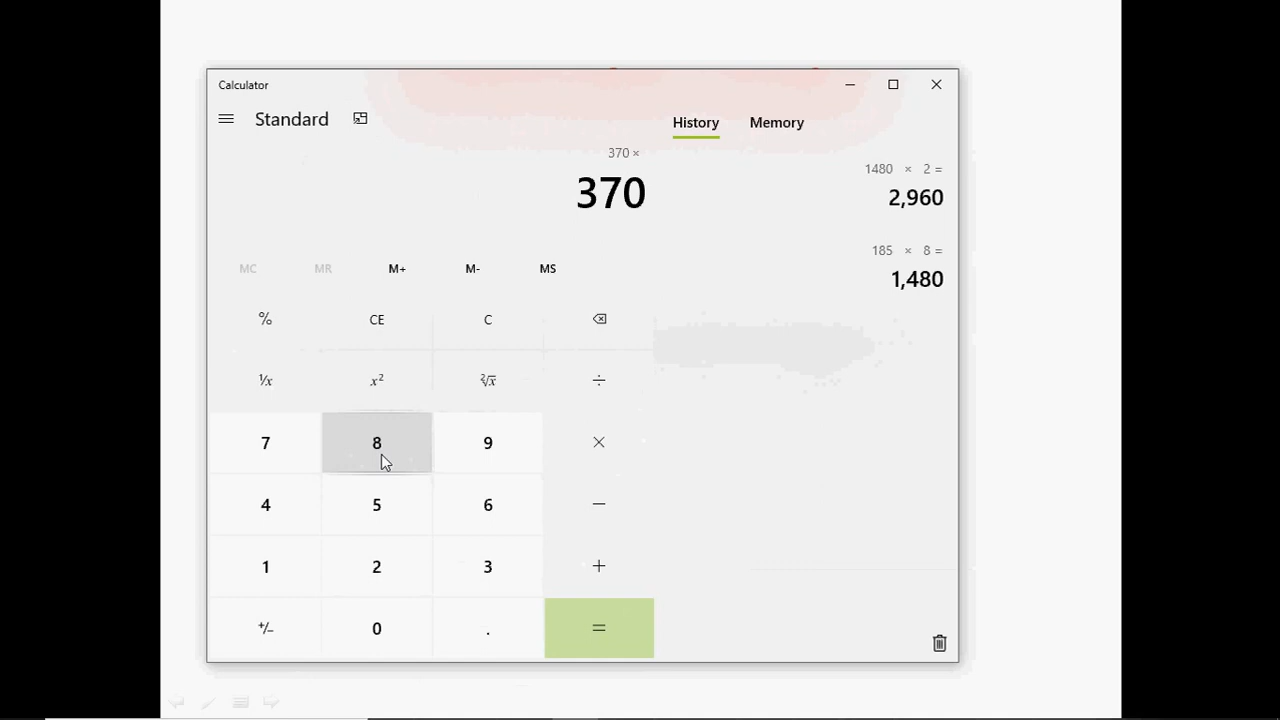 Calculator
Standard
History Memory
370 ×
370
1480 × 2 =
2,960
185 × 8 =
1,480
MC MR M+ M- MS
% CE C
⅟x x² ²√x ÷
7 8 9 ×
4 5 6 −
1 2 3 +
+/− 0 . =